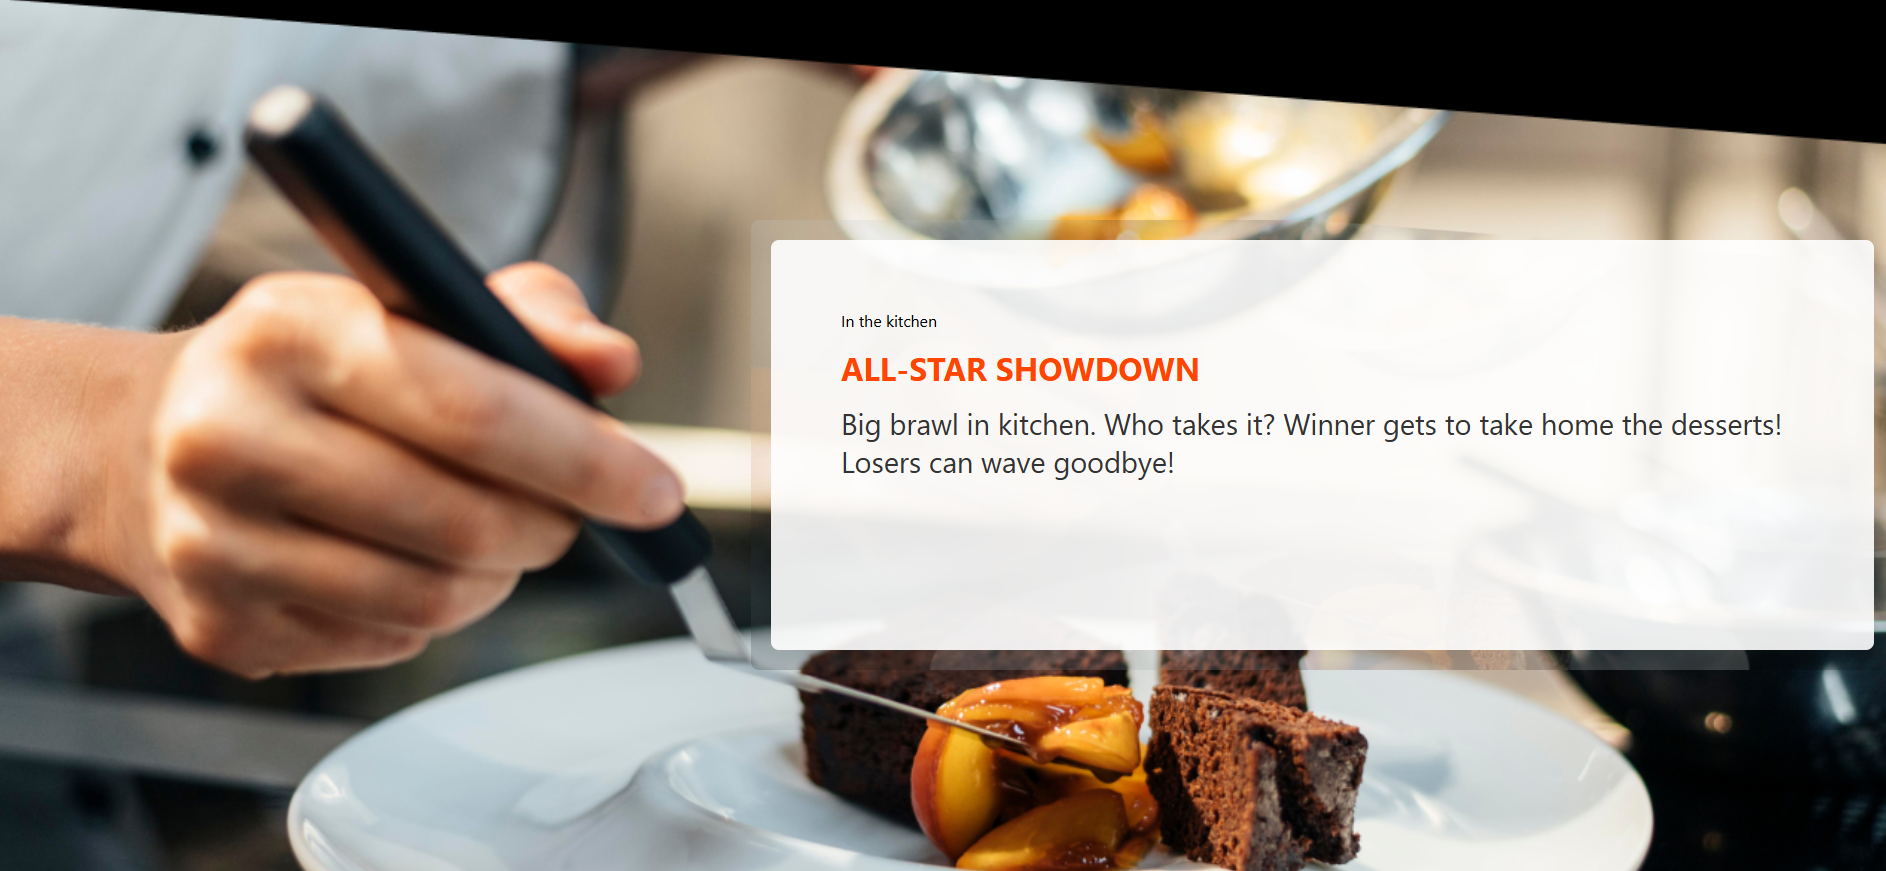 In the kitchen
ALL-STAR SHOWDOWN
Big brawl in kitchen. Who takes it? Winner gets to take home the desserts!
Losers can wave goodbye!